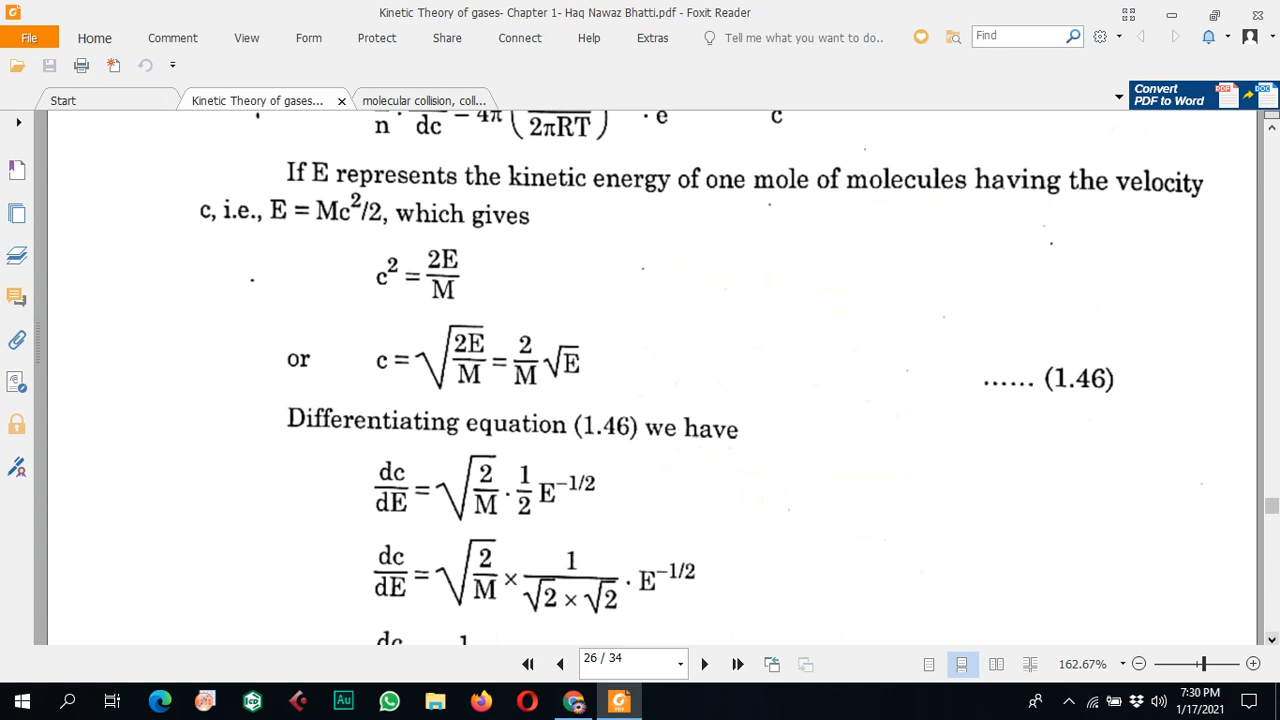 Kinetic Theory of gases- Chapter 1- Haq Nawaz Bhatti.pdf - Foxit Reader
File Home Comment View Form Protect Share Connect Help Extras Tell me what you want to do.. Find
Start Kinetic Theory of gases... × molecular collision, coll...
Convert
PDF to Word
n · dc = 4π ( 2πRT ) · e c
If E represents the kinetic energy of one mole of molecules having the velocity
c, i.e., E = Mc²/2, which gives
c² = 2E/M
or c = √(2E/M) = 2/M √E ...... (1.46)
Differentiating equation (1.46) we have
dc/dE = √(2/M) · 1/2 E⁻¹/²
dc/dE = √(2/M) × 1/(√2 × √2) · E⁻¹/²
dc 1
26 / 34
162.67%
7:30 PM
1/17/2021